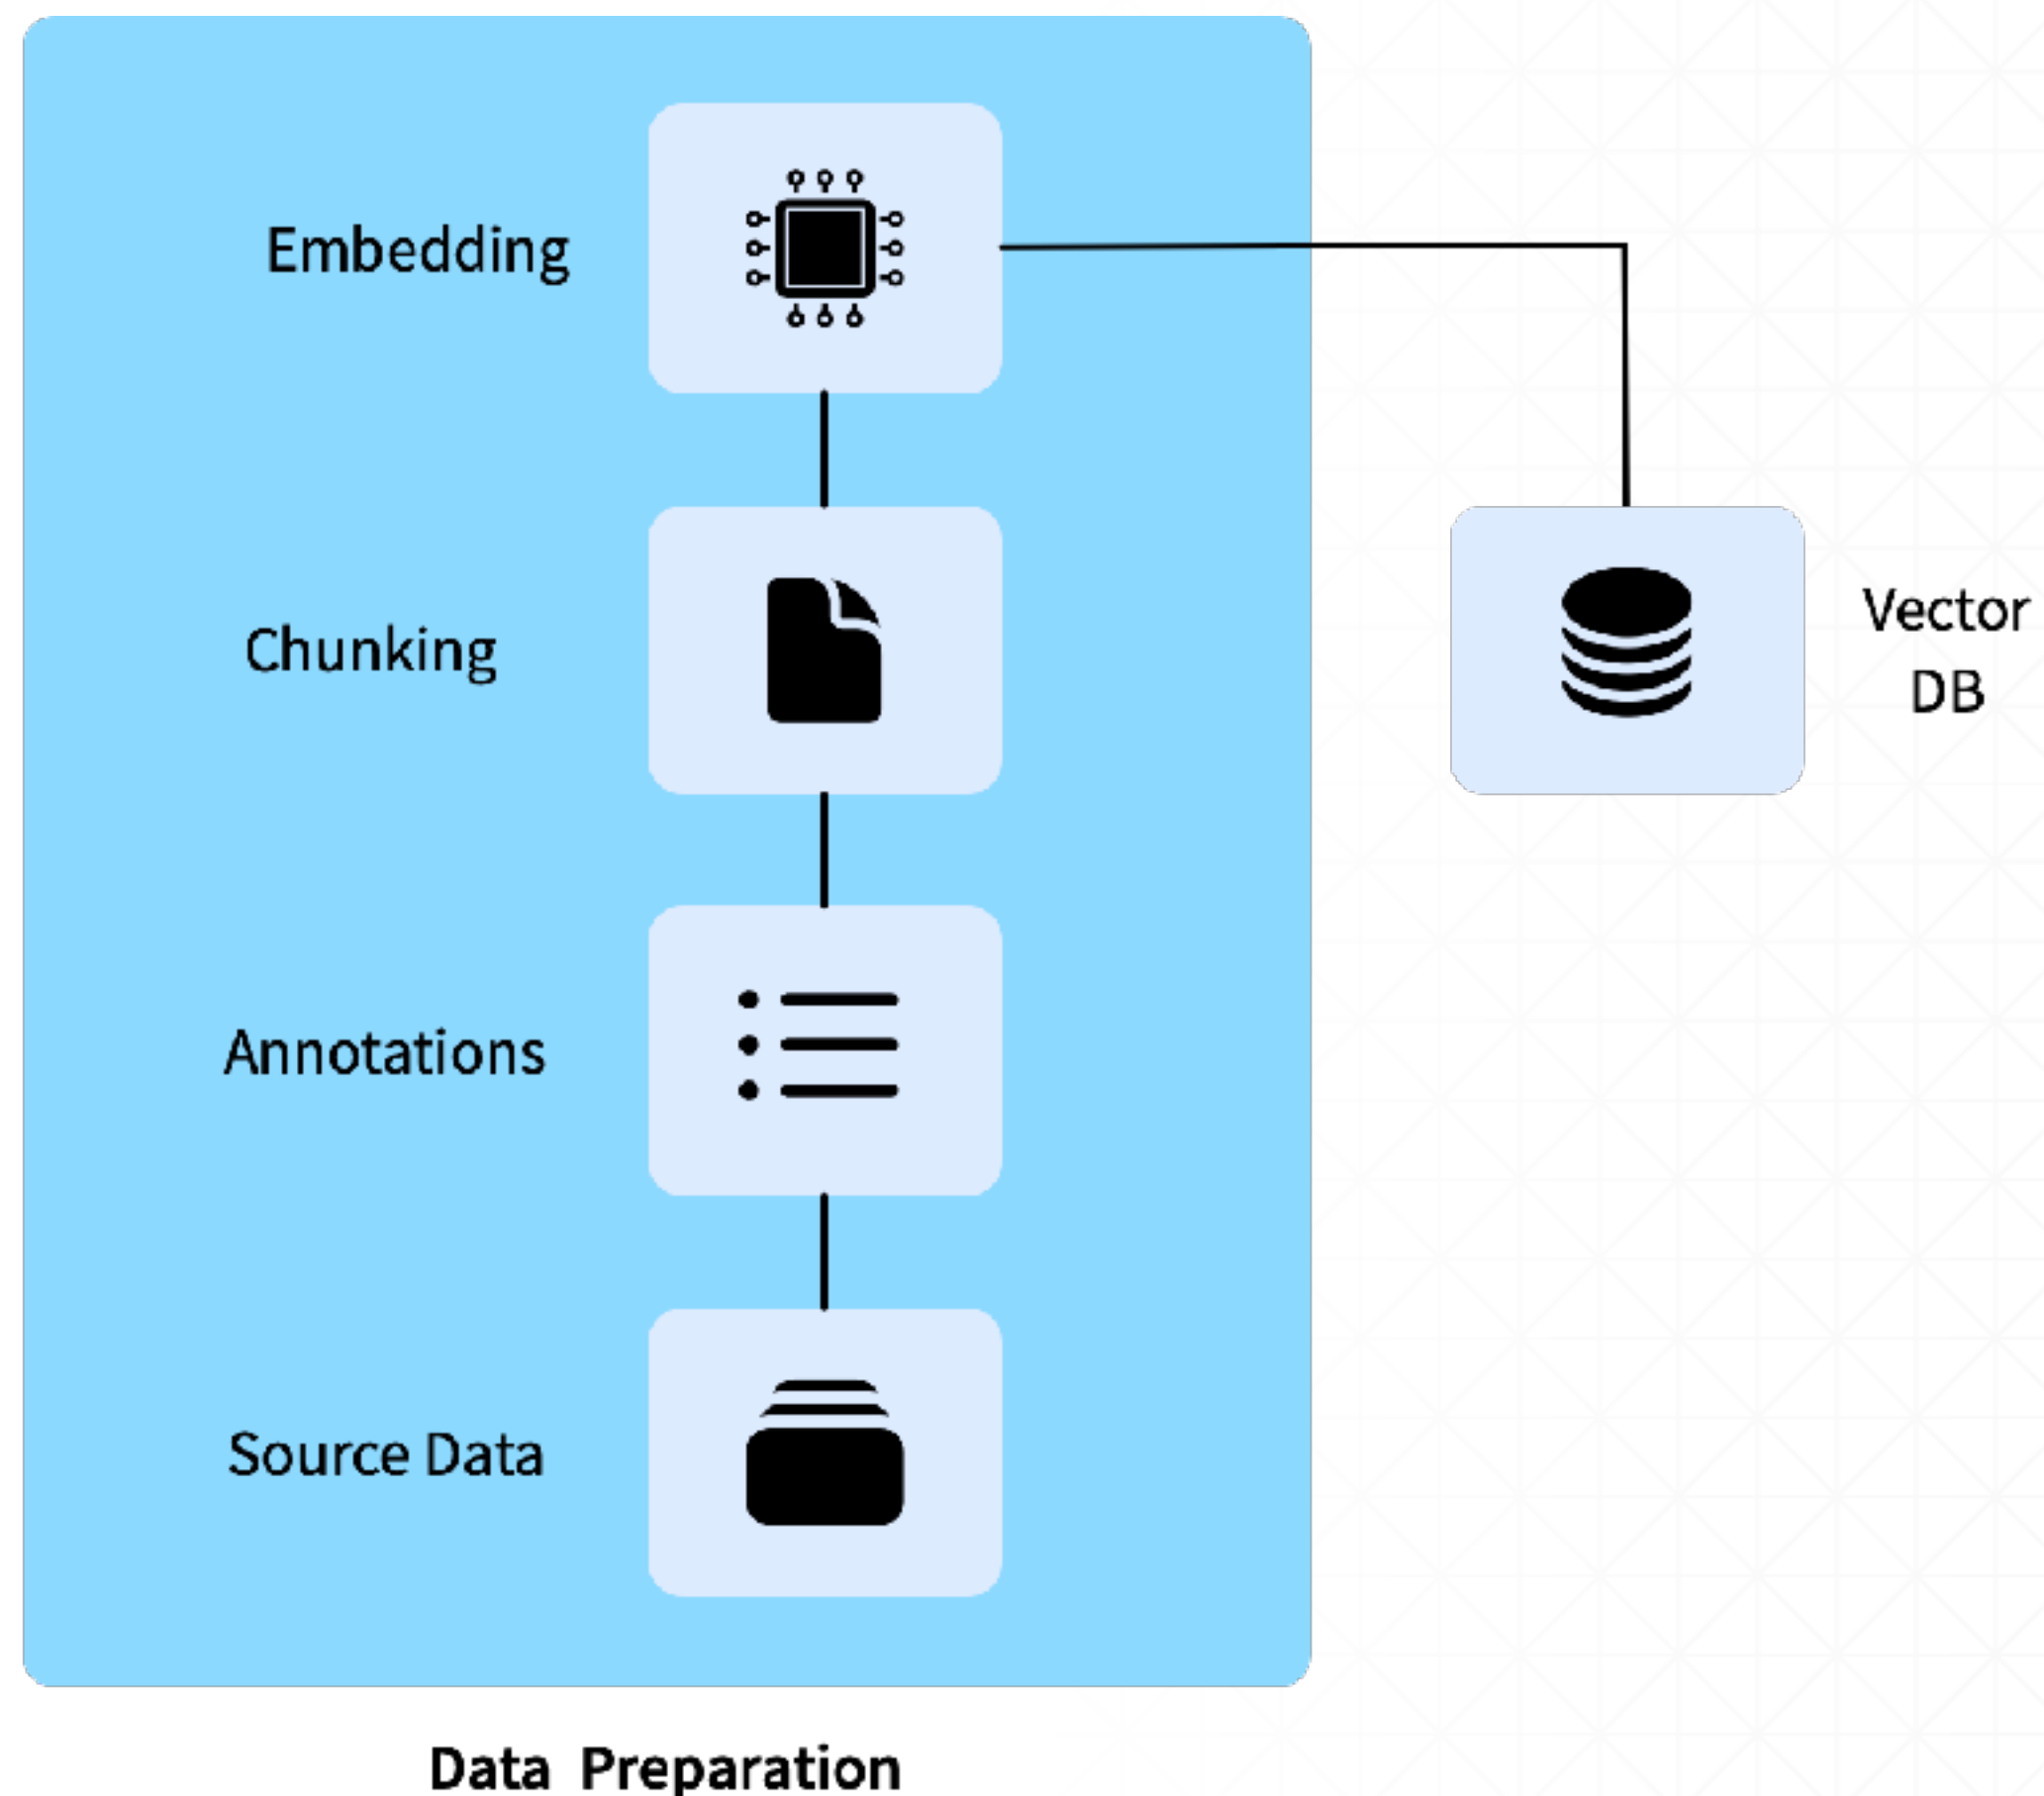 Embedding
Chunking
Vector
DB
Annotations
Source Data
Data Preparation